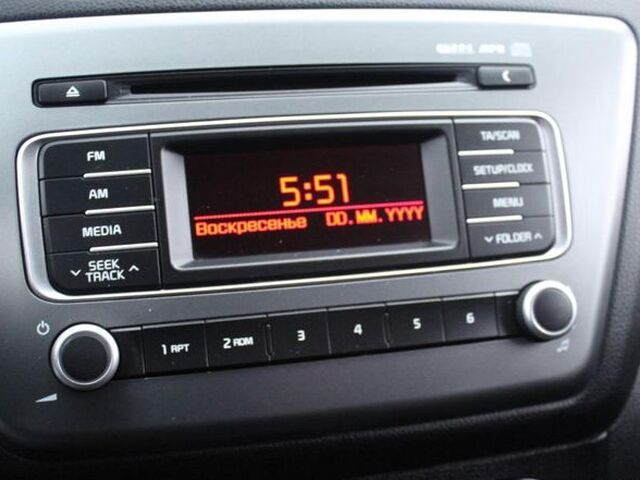 FM
AM
MEDIA
SEEK
TRACK
5:51
Воскресенье DD.MM.YYYY
TA/SCAN
SETUP/CLOCK
MENU
FOLDER
1 RPT
2 RDM
3
4
5
6